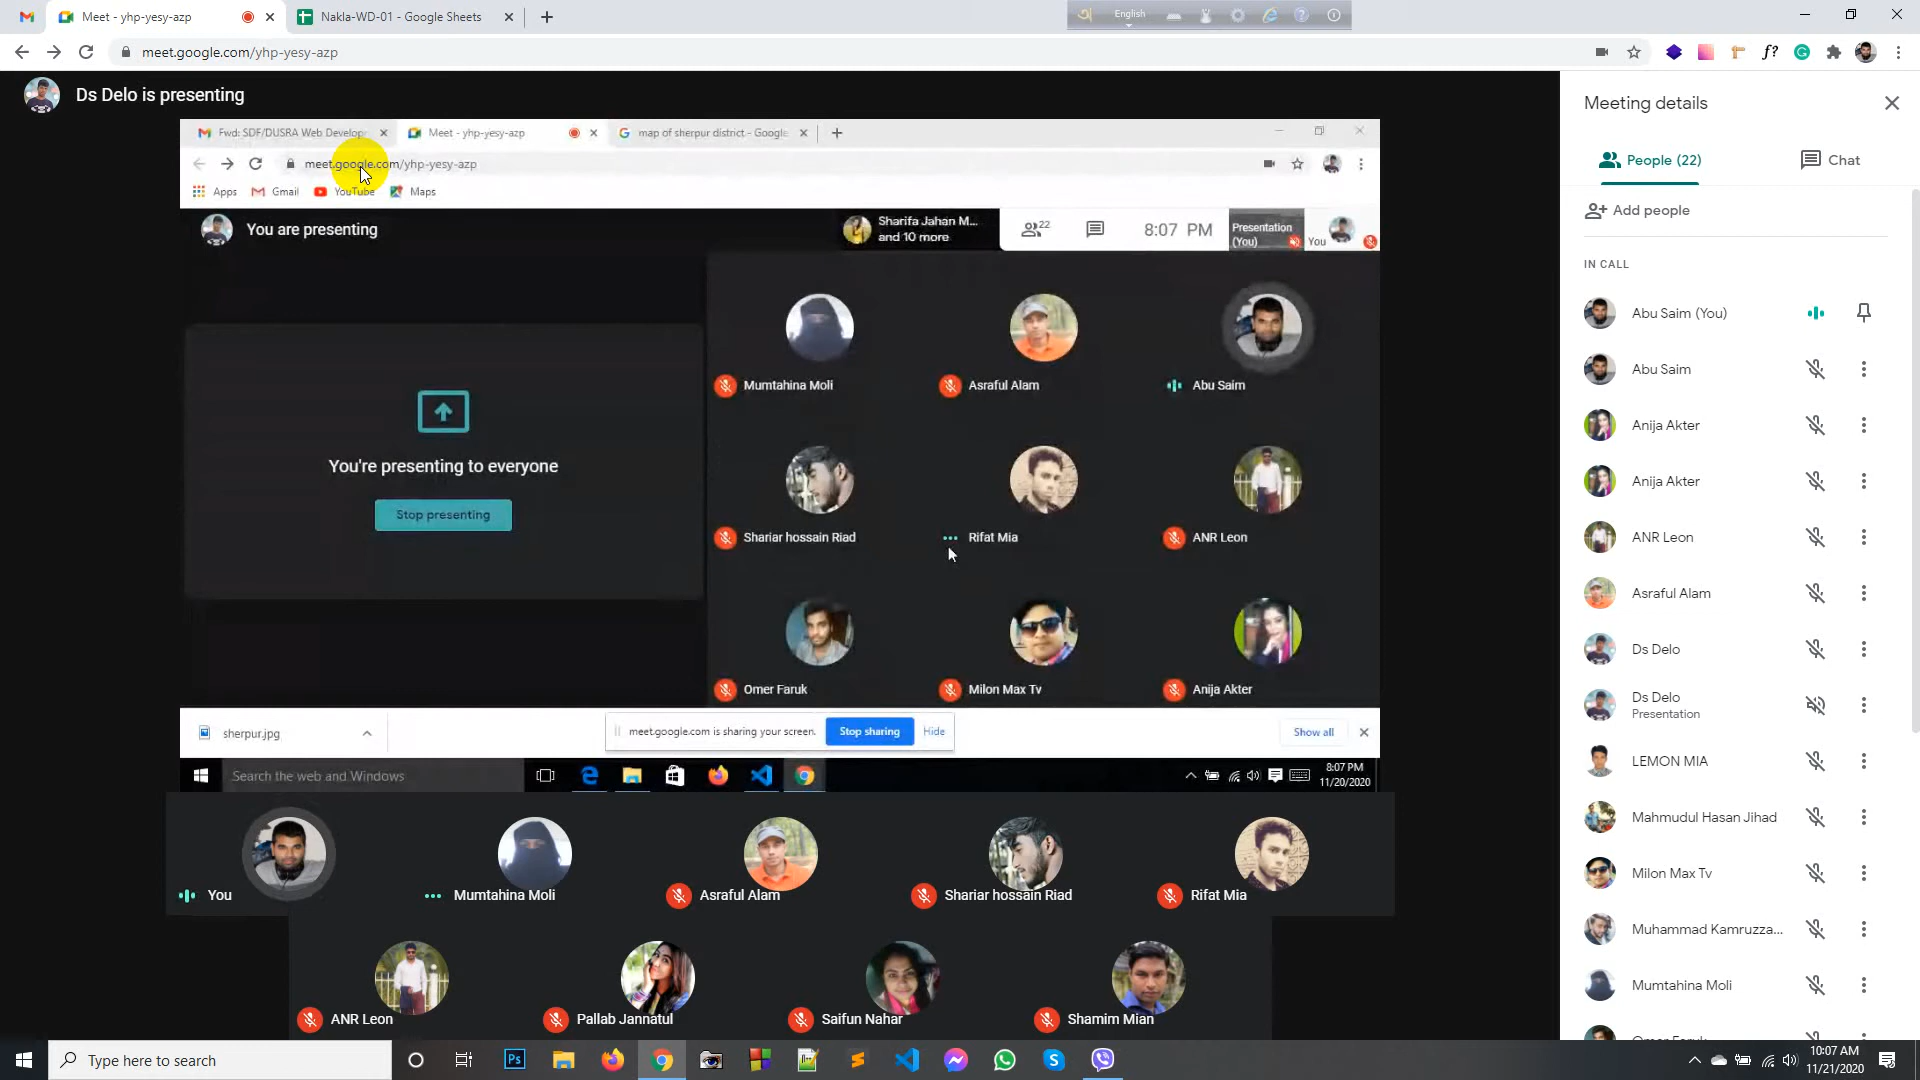 Meet - yhp-yesy-azp
Nakla-WD-01 - Google Sheets
English
meet.google.com/yhp-yesy-azp
f?
Ds Delo is presenting
Fwd: SDF/DUSRA Web Develop
Meet - yhp-yesy-azp
map of sherpur district - Google
meet.google.com/yhp-yesy-azp
Apps
Gmail
YouTube
Maps
You are presenting
Sharifa Jahan M...
and 10 more
22
8:07 PM
Presentation
(You)
You
Mumtahina Moli
Asraful Alam
Abu Saim
You're presenting to everyone
Stop presenting
Shariar hossain Riad
Rifat Mia
ANR Leon
Omer Faruk
Milon Max Tv
Anija Akter
sherpur.jpg
meet.google.com is sharing your screen.
Stop sharing
Hide
Show all
Search the web and Windows
8:07 PM
11/20/2020
You
Mumtahina Moli
Asraful Alam
Shariar hossain Riad
Rifat Mia
ANR Leon
Pallab Jannatul
Saifun Nahar
Shamim Mian
Meeting details
People (22)
Chat
Add people
IN CALL
Abu Saim (You)
Abu Saim
Anija Akter
Anija Akter
ANR Leon
Asraful Alam
Ds Delo
Ds Delo
Presentation
LEMON MIA
Mahmudul Hasan Jihad
Milon Max Tv
Muhammad Kamruzza...
Mumtahina Moli
Type here to search
Ps
10:07 AM
11/21/2020